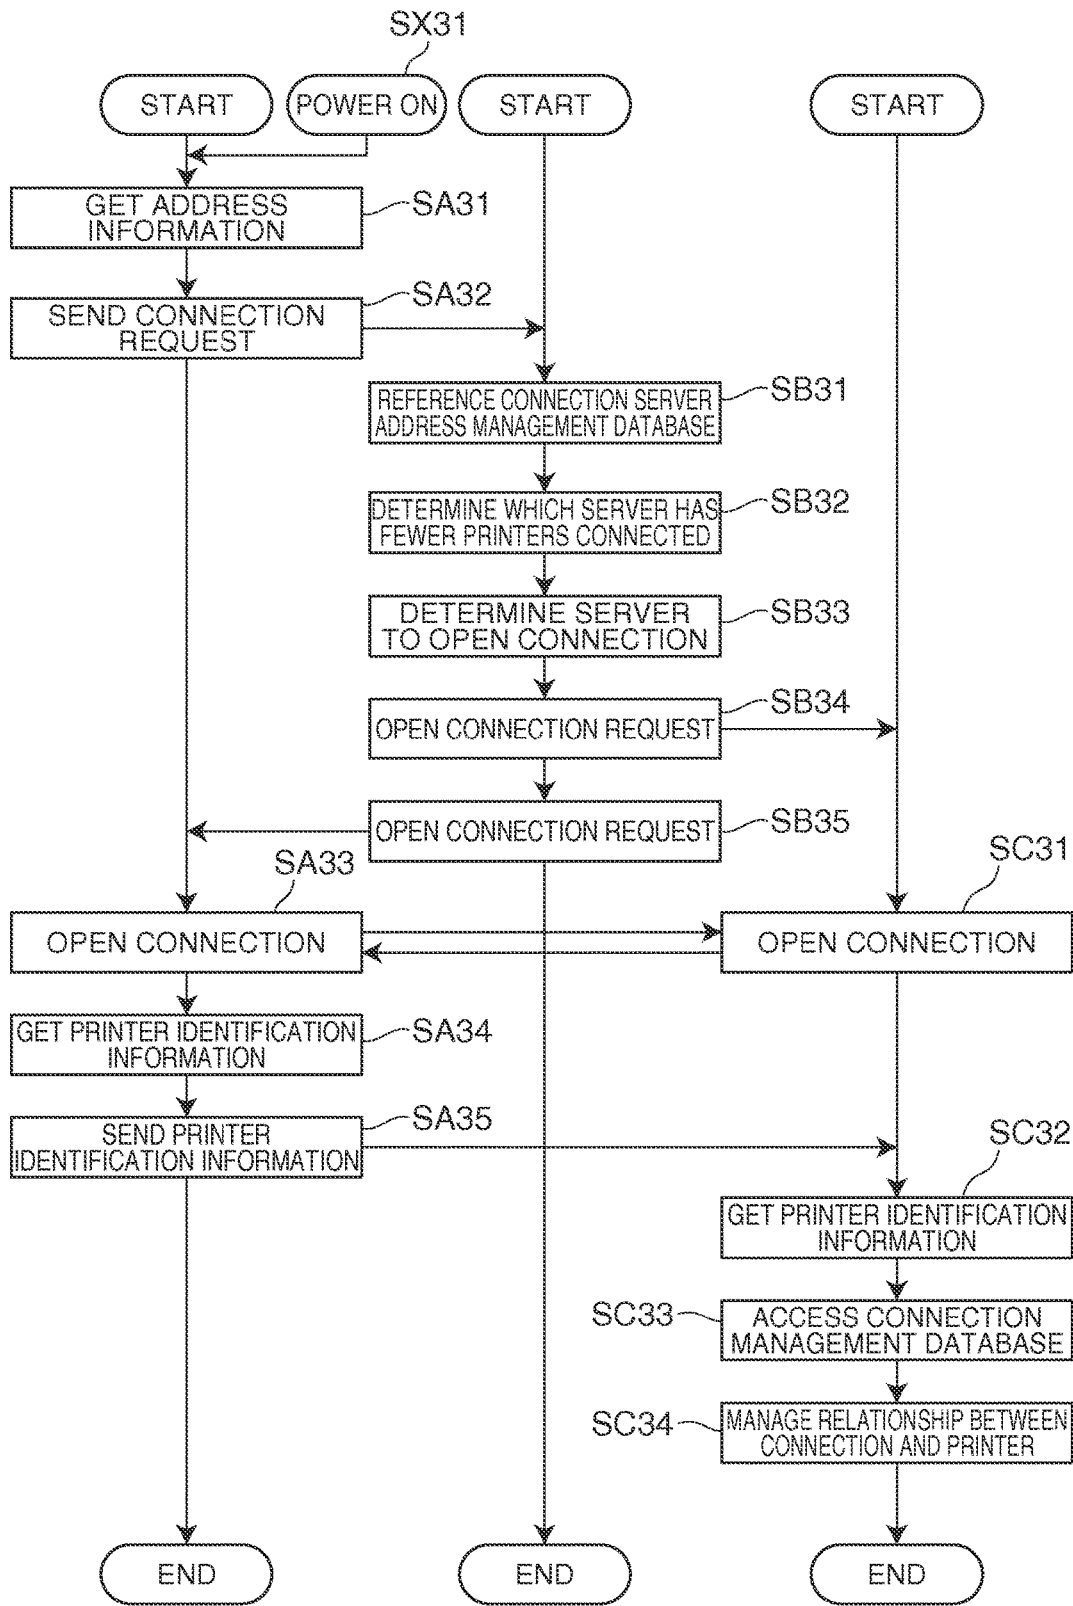 SX31
START
POWER ON
START
START
GET ADDRESS
INFORMATION
SA31
SEND CONNECTION
REQUEST
SA32
REFERENCE CONNECTION SERVER
ADDRESS MANAGEMENT DATABASE
SB31
DETERMINE WHICH SERVER HAS
FEWER PRINTERS CONNECTED
SB32
DETERMINE SERVER
TO OPEN CONNECTION
SB33
OPEN CONNECTION REQUEST
SB34
OPEN CONNECTION REQUEST
SB35
SA33
OPEN CONNECTION
SC31
OPEN CONNECTION
GET PRINTER IDENTIFICATION
INFORMATION
SA34
SEND PRINTER
IDENTIFICATION INFORMATION
SA35
SC32
GET PRINTER IDENTIFICATION
INFORMATION
SC33
ACCESS CONNECTION
MANAGEMENT DATABASE
SC34
MANAGE RELATIONSHIP BETWEEN
CONNECTION AND PRINTER
END
END
END